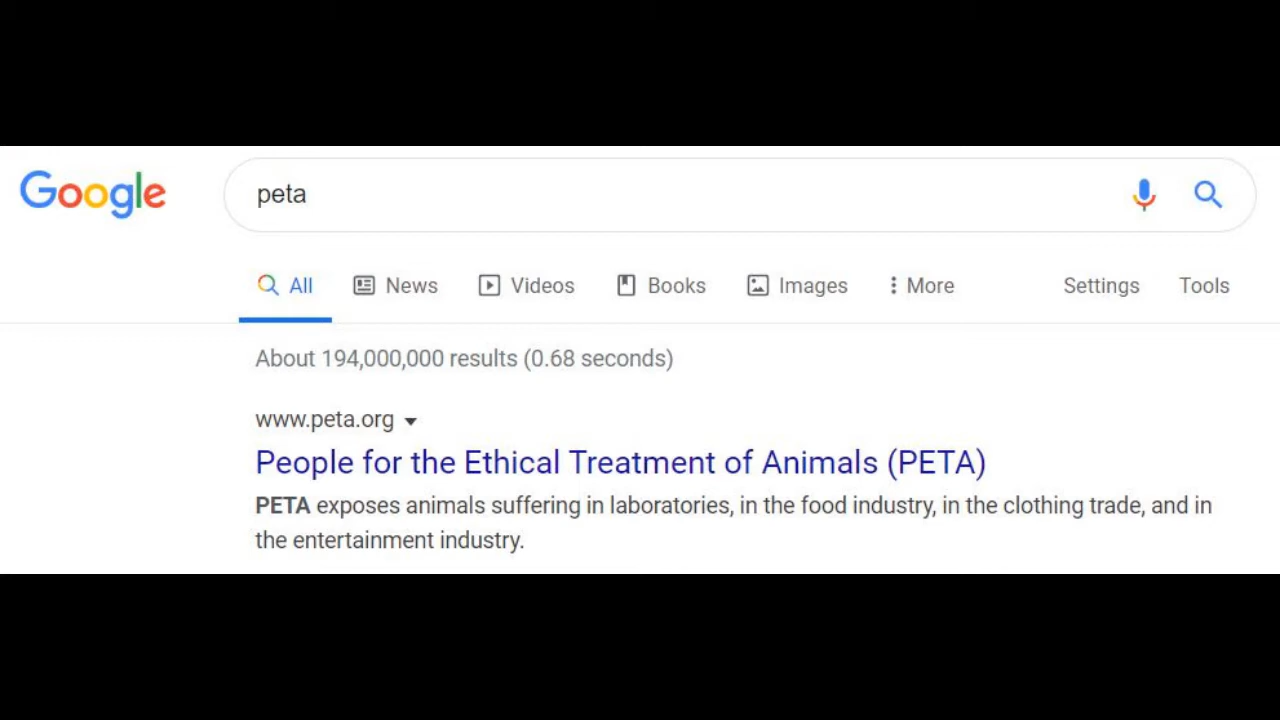 Google peta
All News Videos Books Images More Settings Tools
About 194,000,000 results (0.68 seconds)
www.peta.org
People for the Ethical Treatment of Animals (PETA)
PETA exposes animals suffering in laboratories, in the food industry, in the clothing trade, and in
the entertainment industry.